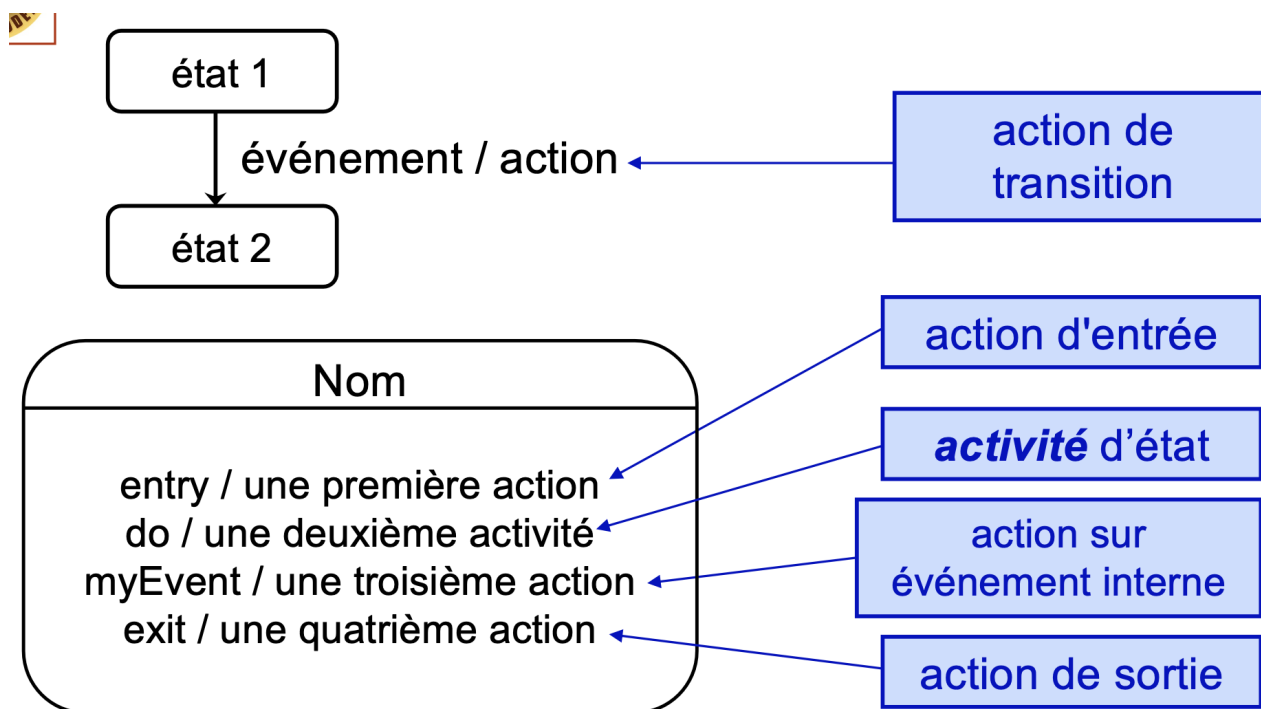 état 1
événement / action
action de
transition
état 2
action d'entrée
Nom
activité d’état
entry / une première action
do / une deuxième activité
action sur
événement interne
myEvent / une troisième action
exit / une quatrième action
action de sortie